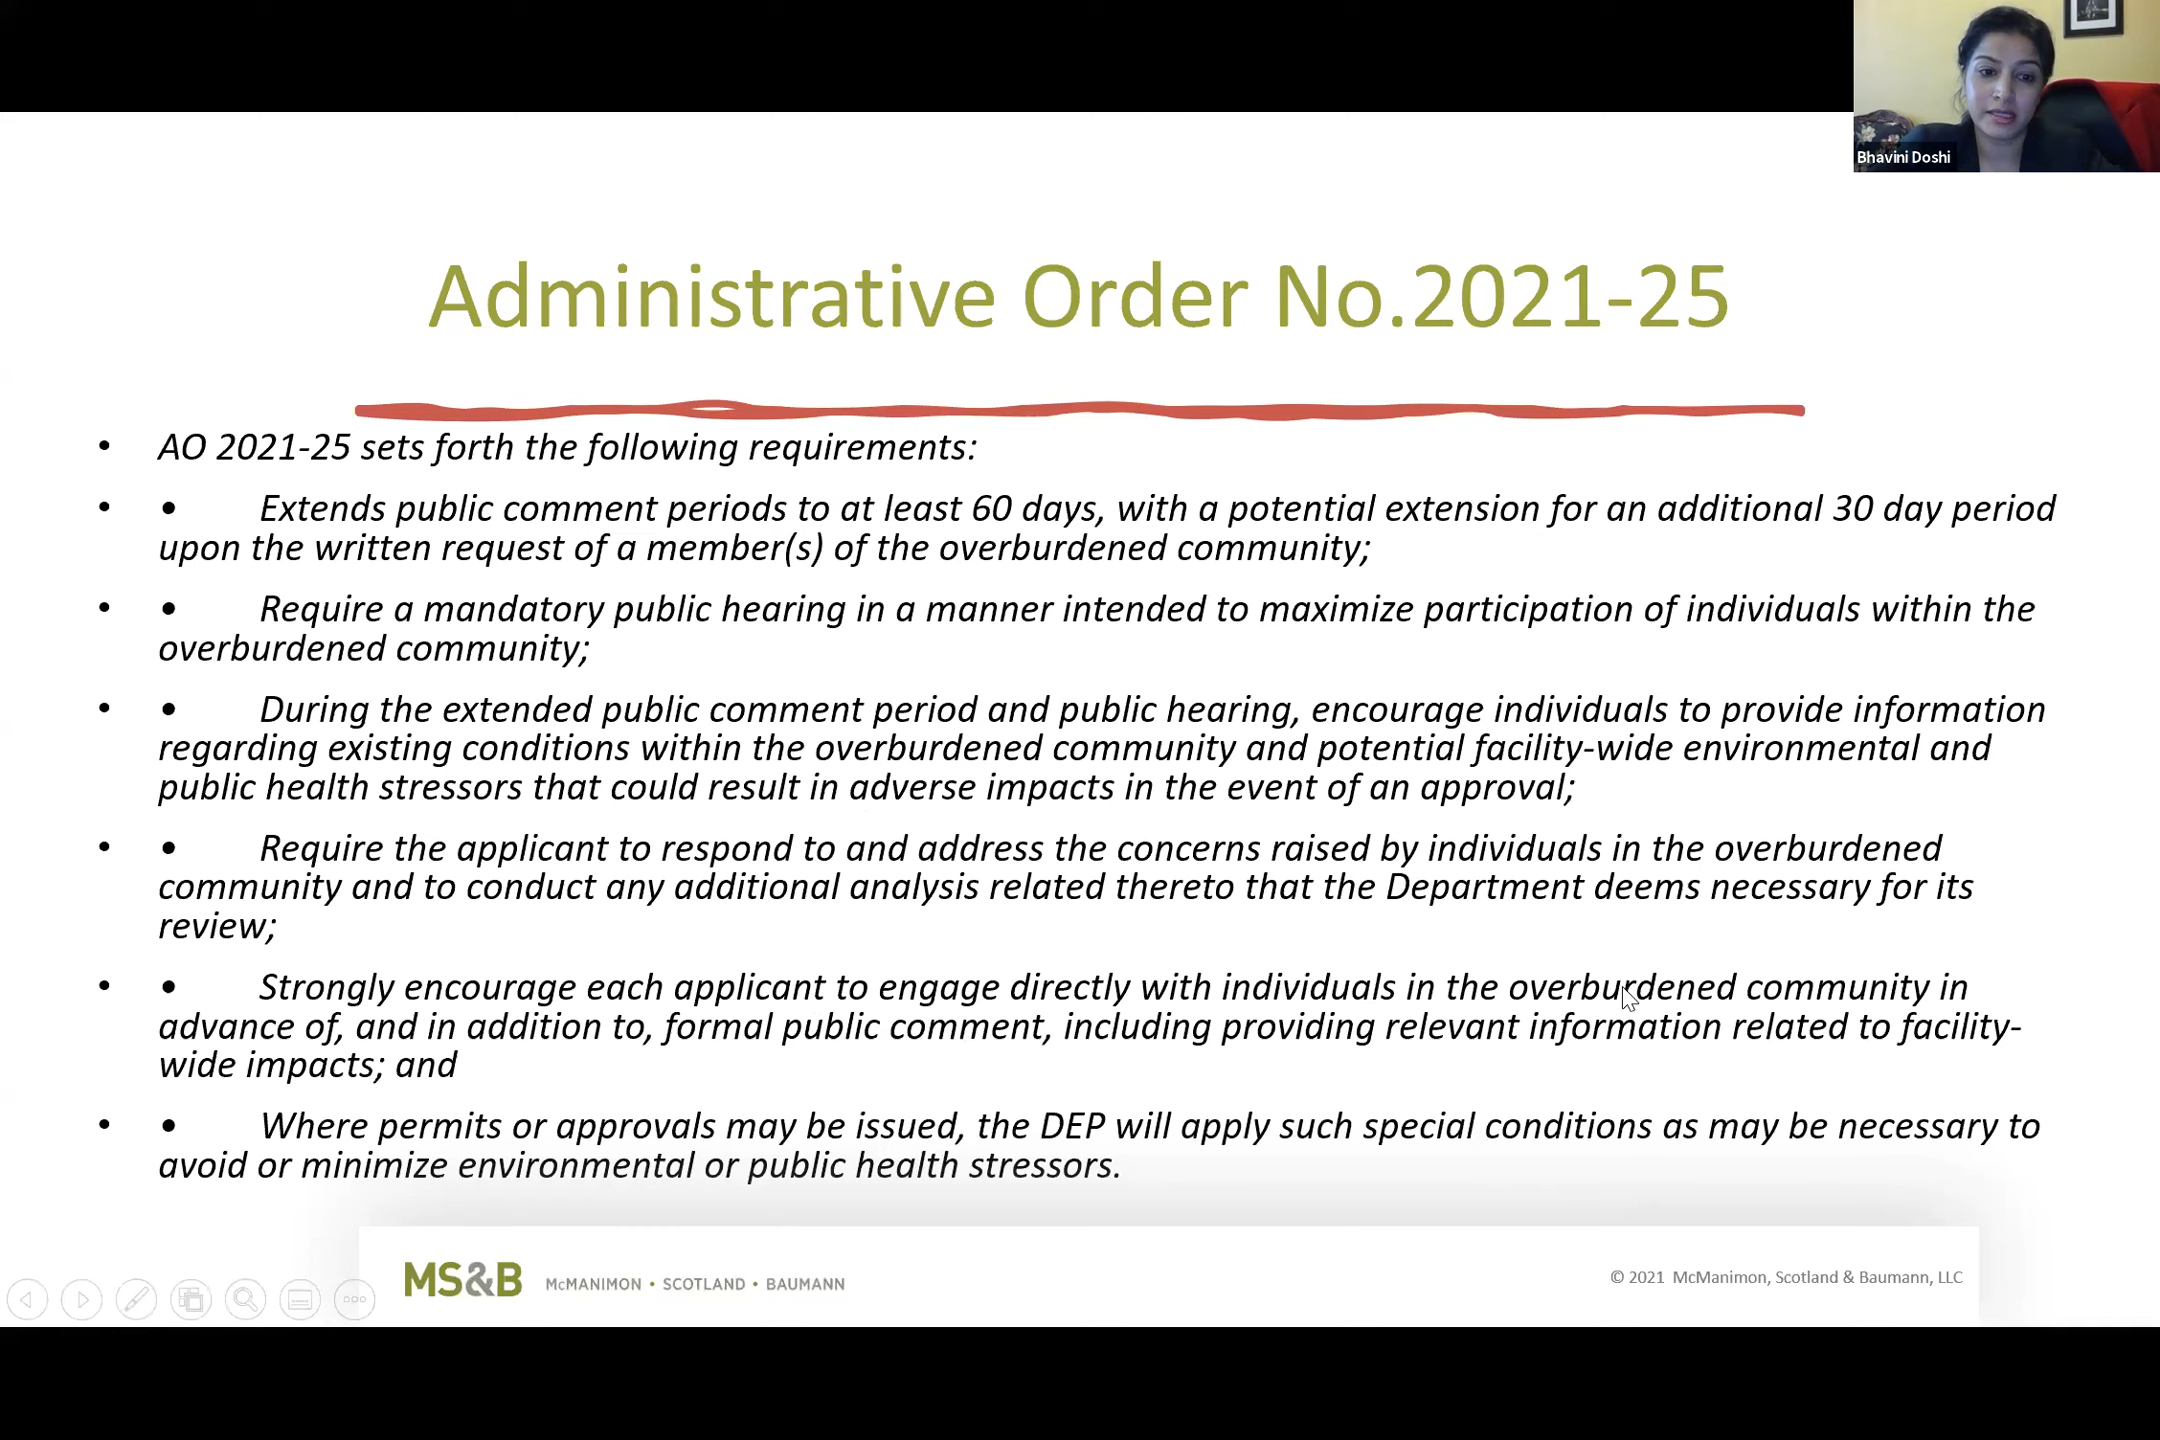 Bhavini Doshi
Administrative Order No.2021-25
• AO 2021-25 sets forth the following requirements:
• • Extends public comment periods to at least 60 days, with a potential extension for an additional 30 day period
upon the written request of a member(s) of the overburdened community;
• • Require a mandatory public hearing in a manner intended to maximize participation of individuals within the
overburdened community;
• • During the extended public comment period and public hearing, encourage individuals to provide information
regarding existing conditions within the overburdened community and potential facility-wide environmental and
public health stressors that could result in adverse impacts in the event of an approval;
• • Require the applicant to respond to and address the concerns raised by individuals in the overburdened
community and to conduct any additional analysis related thereto that the Department deems necessary for its
review;
• • Strongly encourage each applicant to engage directly with individuals in the overburdened community in
advance of, and in addition to, formal public comment, including providing relevant information related to facility-
wide impacts; and
• • Where permits or approvals may be issued, the DEP will apply such special conditions as may be necessary to
avoid or minimize environmental or public health stressors.
MS&B McMANIMON • SCOTLAND • BAUMANN
© 2021 McManimon, Scotland & Baumann, LLC